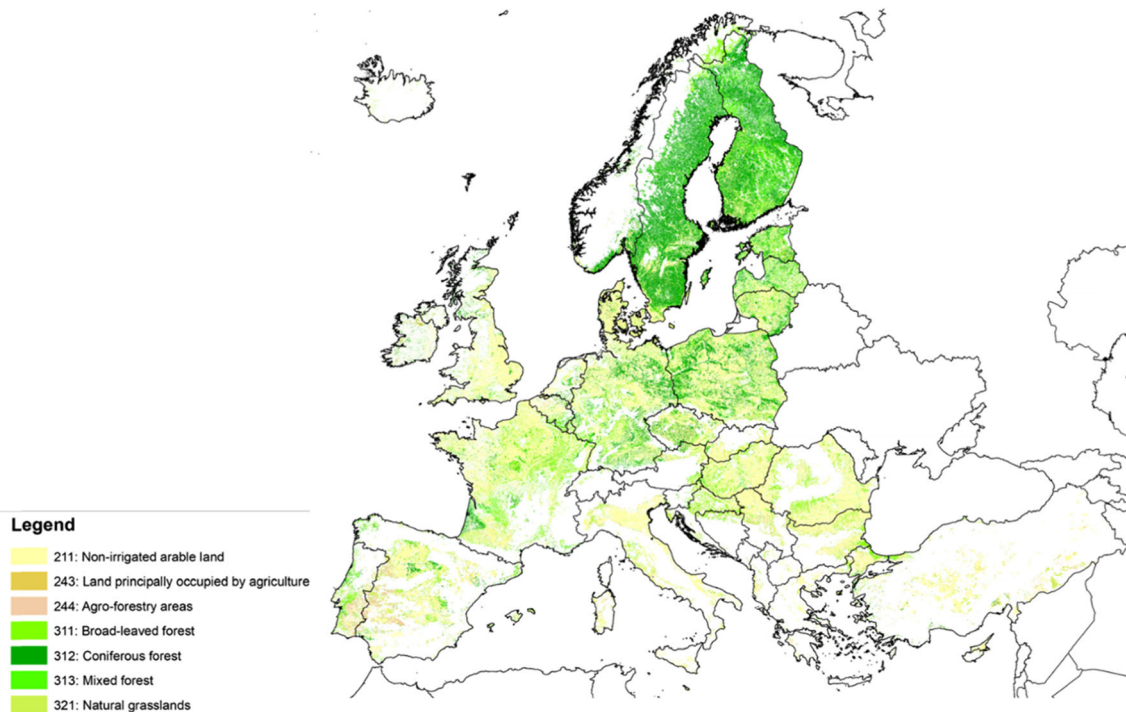 Legend
211: Non-irrigated arable land
243: Land principally occupied by agriculture
244: Agro-forestry areas
311: Broad-leaved forest
312: Coniferous forest
313: Mixed forest
321: Natural grasslands